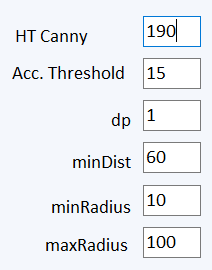 HT Canny 190
Acc. Threshold 15
dp 1
minDist 60
minRadius 10
maxRadius 100